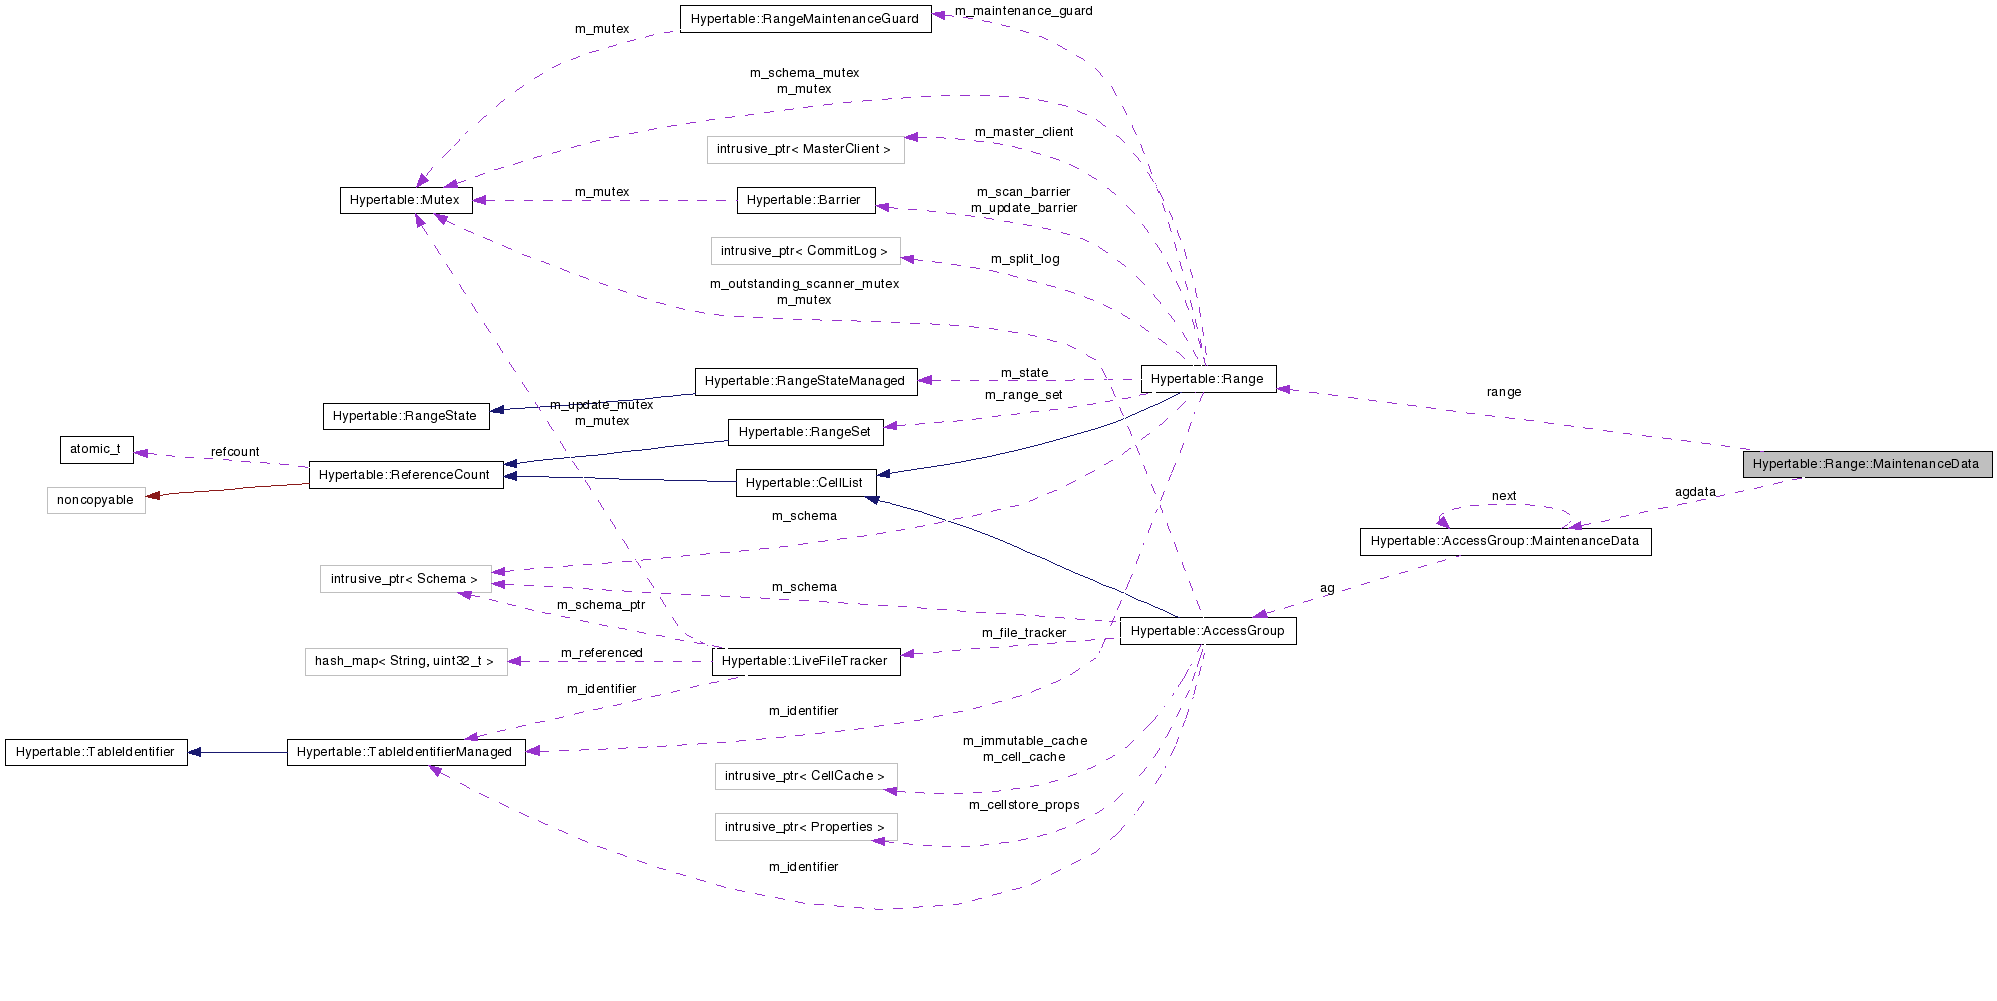 m_maintenance_guard
Hypertable::RangeMaintenanceGuard
m_mutex
m_schema_mutex
m_mutex
m_master_client
intrusive_ptr< MasterClient >
m_mutex
m_scan_barrier
m_update_barrier
Hypertable::Mutex
Hypertable::Barrier
intrusive_ptr< CommitLog >
m_split_log
m_outstanding_scanner_mutex
m_mutex
m_state
Hypertable::RangeStateManaged
Hypertable::Range
range
m_range_set
m_update_mutex
m_mutex
Hypertable::RangeState
Hypertable::RangeSet
atomic_t
refcount
Hypertable::Range::MaintenanceData
Hypertable::ReferenceCount
Hypertable::CellList
noncopyable
next
agdata
m_schema
Hypertable::AccessGroup::MaintenanceData
intrusive_ptr< Schema >
m_schema
ag
m_schema_ptr
m_file_tracker
Hypertable::AccessGroup
m_referenced
hash_map< String, uint32_t >
Hypertable::LiveFileTracker
m_identifier
m_identifier
m_immutable_cache
m_cell_cache
Hypertable::TableIdentifier
Hypertable::TableIdentifierManaged
intrusive_ptr< CellCache >
m_cellstore_props
intrusive_ptr< Properties >
m_identifier